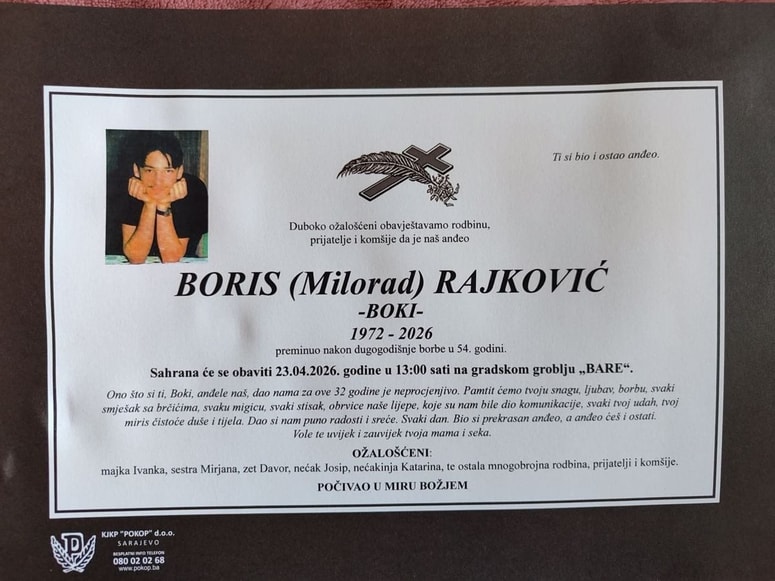 Ti si bio i ostao anđeo.
Duboko ožalošćeni obavještavamo rodbinu,
prijatelje i komšije da je naš anđeo
BORIS (Milorad) RAJKOVIĆ
-BOKI-
1972 - 2026
preminuo nakon dugogodišnje borbe u 54. godini.
Sahrana će se obaviti 23.04.2026. godine u 13:00 sati na gradskom groblju „BARE“.
Ono što si ti, Boki, anđele naš, dao nama za ove 32 godine je neprocjenjivo. Pamtit ćemo tvoju snagu, ljubav, borbu, svaki
smješak sa brčićima, svaku migicu, svaki stisak, obrvice naše lijepe, koje su nam bile dio komunikacije, svaki tvoj udah, tvoj
miris čistoće duše i tijela. Dao si nam puno radosti i sreće. Svaki dan. Bio si prekrasan anđeo, a anđeo ćeš i ostati.
Vole te uvijek i zauvijek tvoja mama i seka.
OŽALOŠĆENI:
majka Ivanka, sestra Mirjana, zet Davor, nećak Josip, nećakinja Katarina, te ostala mnogobrojna rodbina, prijatelji i komšije.
POČIVAO U MIRU BOŽJEM
P
KJKP "POKOP" d.o.o.
SARAJEVO
BESPLATNI INFO TELEFON
080 02 02 68
www.pokop.ba